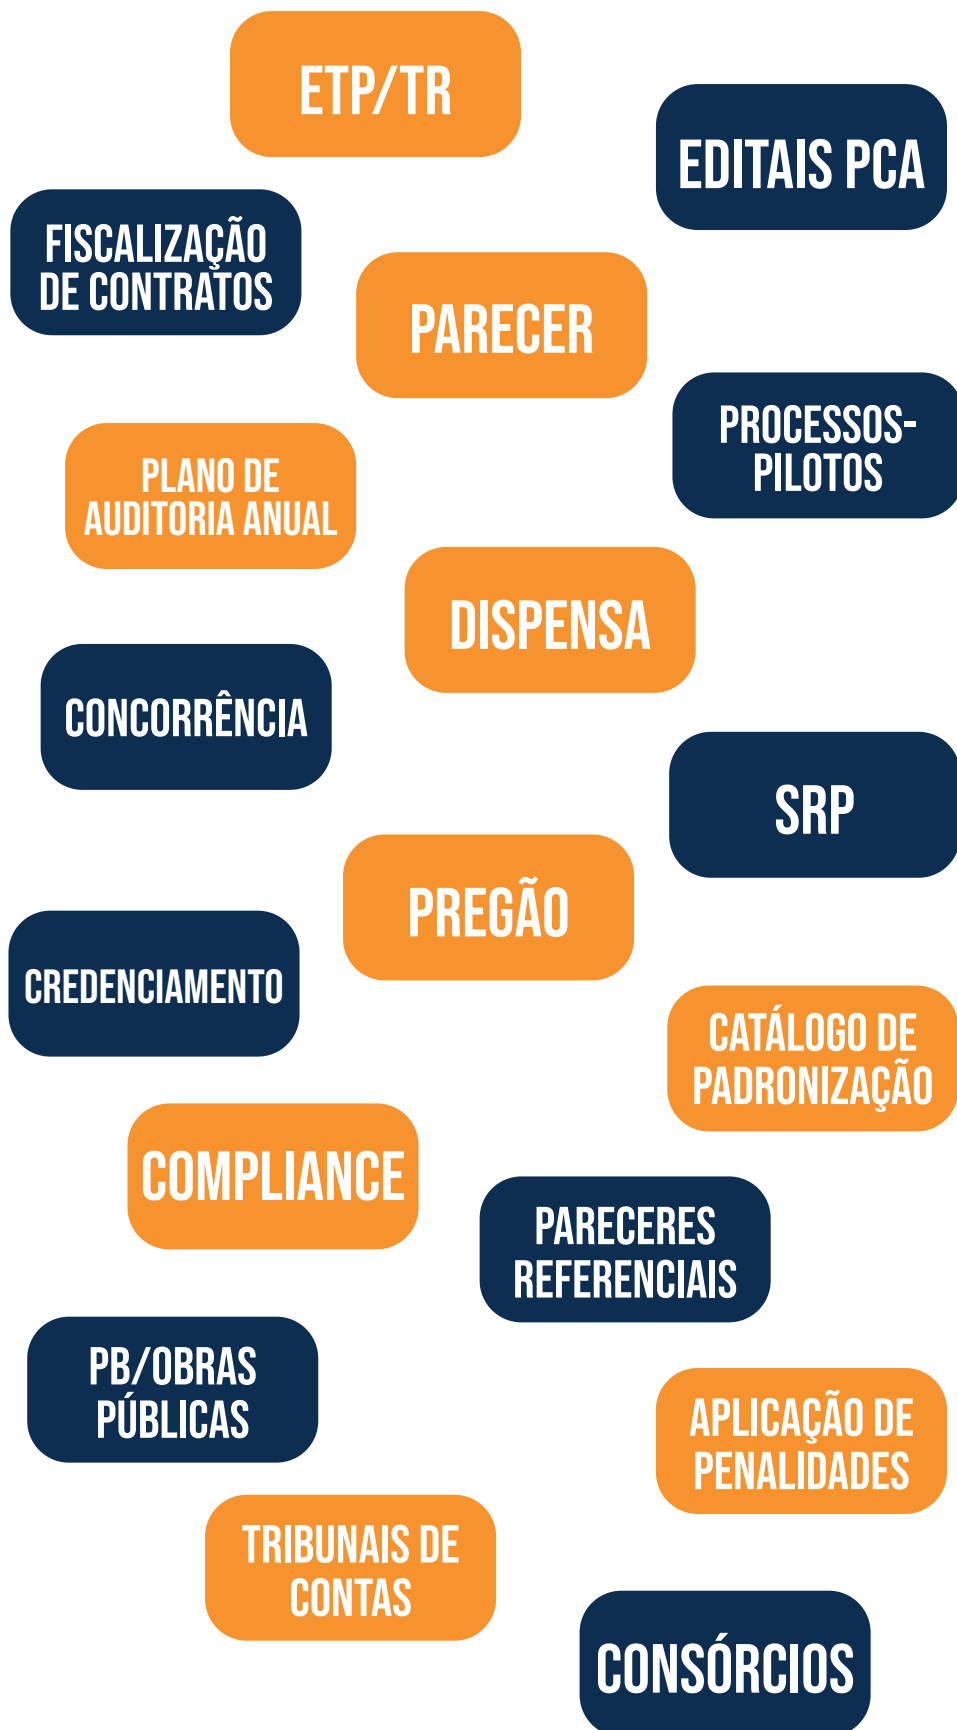 ETP/TR
EDITAIS PCA
FISCALIZAÇÃO
DE CONTRATOS
PARECER
PROCESSOS-
PILOTOS
PLANO DE
AUDITORIA ANUAL
DISPENSA
CONCORRÊNCIA
SRP
PREGÃO
CREDENCIAMENTO
CATÁLOGO DE
PADRONIZAÇÃO
COMPLIANCE
PARECERES
REFERENCIAIS
PB/OBRAS
PÚBLICAS
APLICAÇÃO DE
PENALIDADES
TRIBUNAIS DE
CONTAS
CONSÓRCIOS